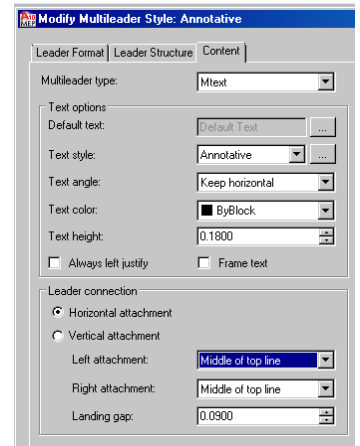 A10 MEP Modify Multileader Style: Annotative
Leader Format Leader Structure Content
Multileader type: Mtext
Text options
Default text: Default Text ...
Text style: Annotative ...
Text angle: Keep horizontal
Text color: ByBlock
Text height: 0.1800
Always left justify Frame text
Leader connection
Horizontal attachment
Vertical attachment
Left attachment: Middle of top line
Right attachment: Middle of top line
Landing gap: 0.0900